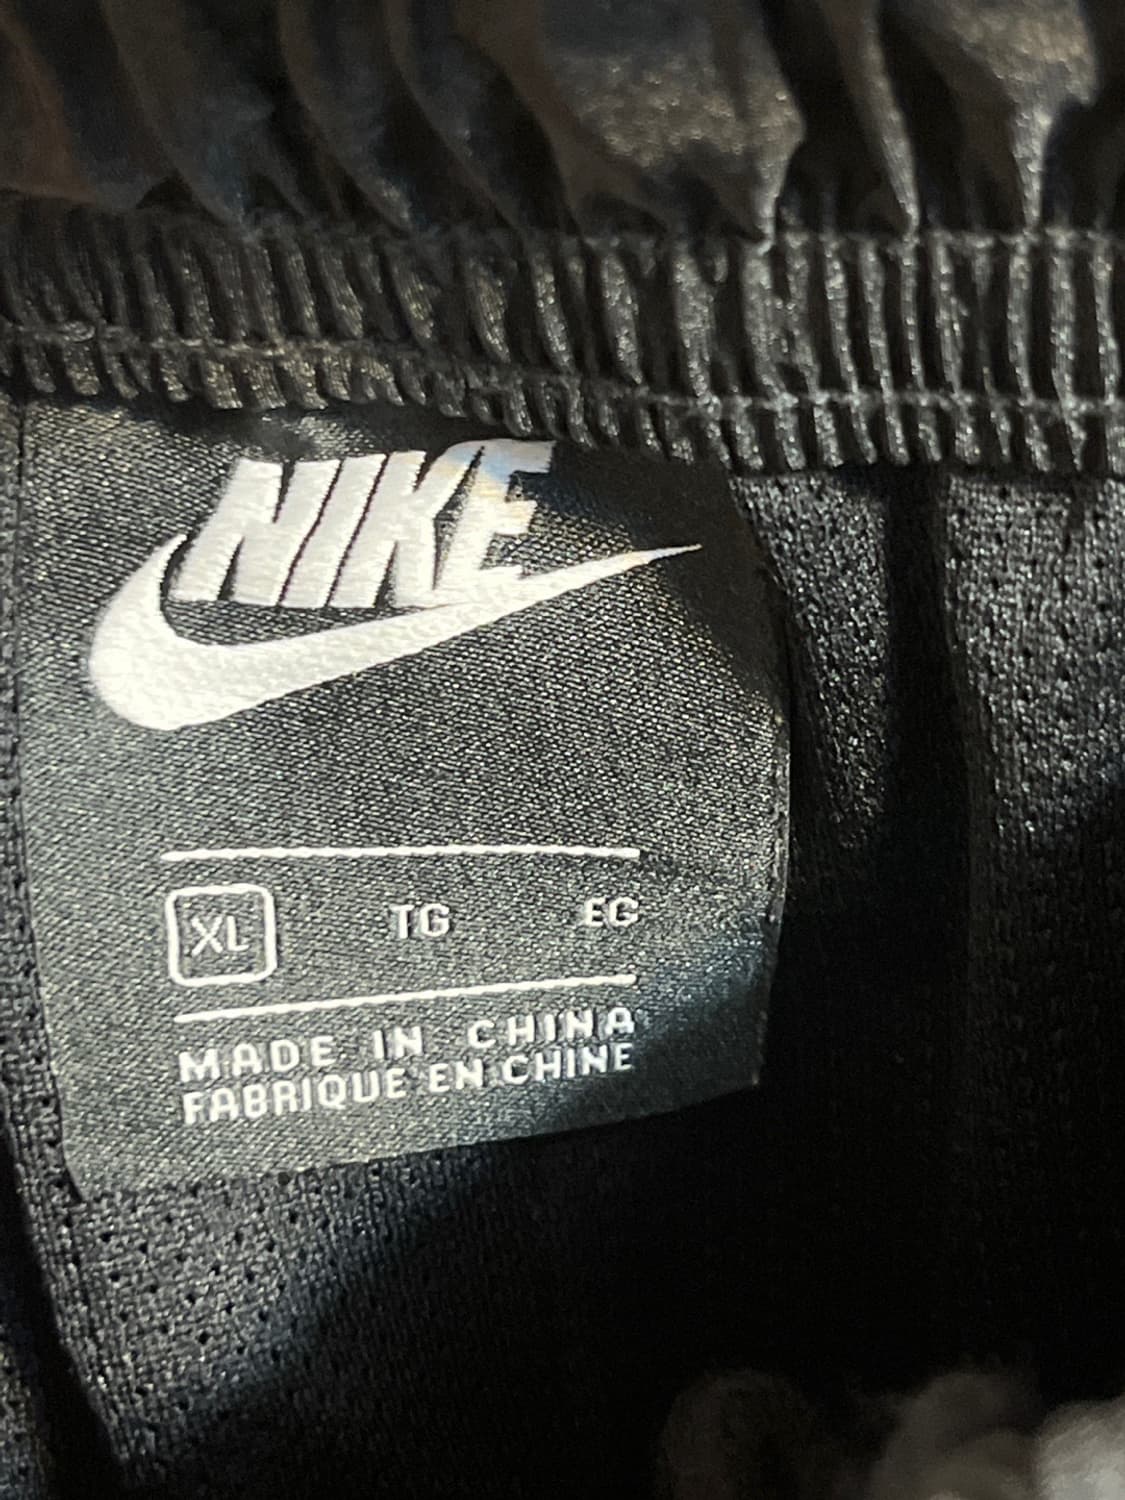 NIKE
XL TG EG
MADE IN CHINA
FABRIQUE EN CHINE